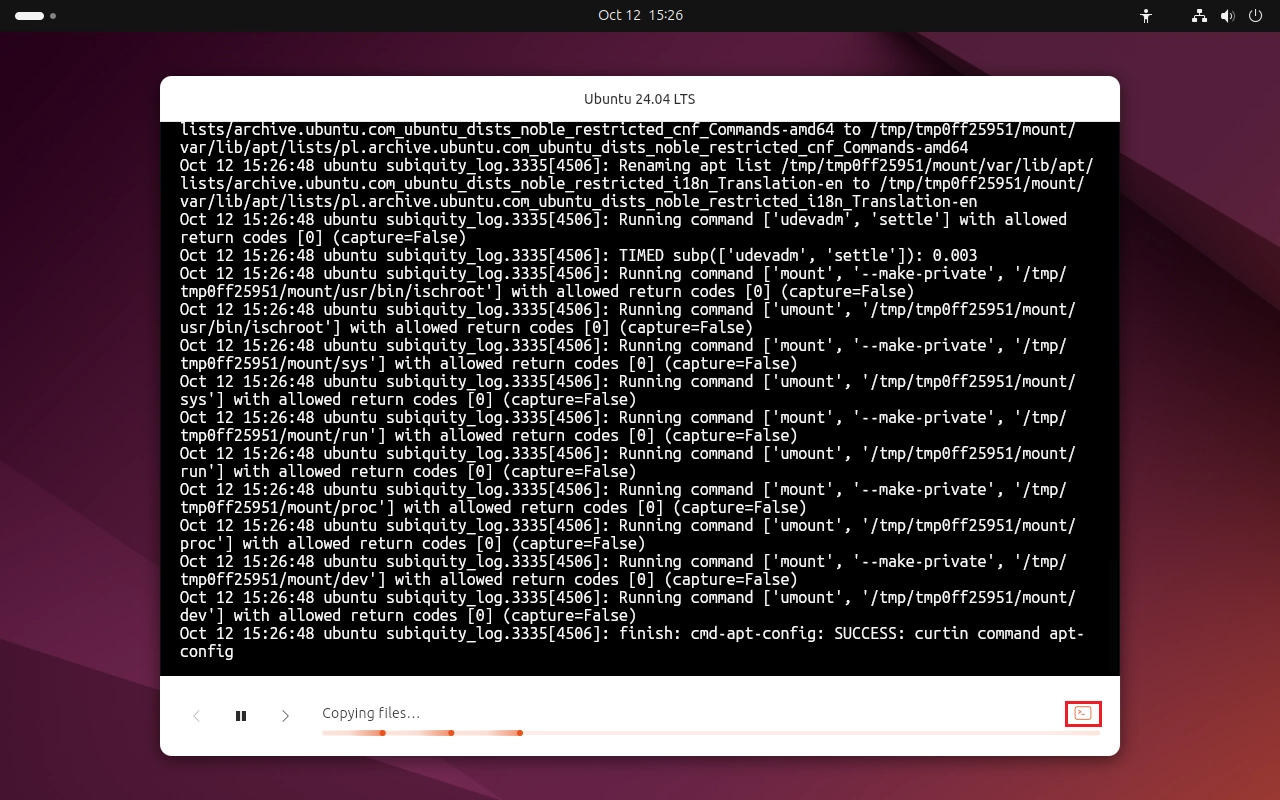 Oct 12 15:26
Ubuntu 24.04 LTS
lists/archive.ubuntu.com_ubuntu_dists_noble_restricted_cnf_Commands-amd64 to /tmp/tmp0ff25951/mount/
var/lib/apt/lists/pl.archive.ubuntu.com_ubuntu_dists_noble_restricted_cnf_Commands-amd64
Oct 12 15:26:48 ubuntu subiquity_log.3335[4506]: Renaming apt list /tmp/tmp0ff25951/mount/var/lib/apt/
lists/archive.ubuntu.com_ubuntu_dists_noble_restricted_i18n_Translation-en to /tmp/tmp0ff25951/mount/
var/lib/apt/lists/pl.archive.ubuntu.com_ubuntu_dists_noble_restricted_i18n_Translation-en
Oct 12 15:26:48 ubuntu subiquity_log.3335[4506]: Running command ['udevadm', 'settle'] with allowed
return codes [0] (capture=False)
Oct 12 15:26:48 ubuntu subiquity_log.3335[4506]: TIMED subp(['udevadm', 'settle']): 0.003
Oct 12 15:26:48 ubuntu subiquity_log.3335[4506]: Running command ['mount', '--make-private', '/tmp/
tmp0ff25951/mount/usr/bin/ischroot'] with allowed return codes [0] (capture=False)
Oct 12 15:26:48 ubuntu subiquity_log.3335[4506]: Running command ['umount', '/tmp/tmp0ff25951/mount/
usr/bin/ischroot'] with allowed return codes [0] (capture=False)
Oct 12 15:26:48 ubuntu subiquity_log.3335[4506]: Running command ['mount', '--make-private', '/tmp/
tmp0ff25951/mount/sys'] with allowed return codes [0] (capture=False)
Oct 12 15:26:48 ubuntu subiquity_log.3335[4506]: Running command ['umount', '/tmp/tmp0ff25951/mount/
sys'] with allowed return codes [0] (capture=False)
Oct 12 15:26:48 ubuntu subiquity_log.3335[4506]: Running command ['mount', '--make-private', '/tmp/
tmp0ff25951/mount/run'] with allowed return codes [0] (capture=False)
Oct 12 15:26:48 ubuntu subiquity_log.3335[4506]: Running command ['umount', '/tmp/tmp0ff25951/mount/
run'] with allowed return codes [0] (capture=False)
Oct 12 15:26:48 ubuntu subiquity_log.3335[4506]: Running command ['mount', '--make-private', '/tmp/
tmp0ff25951/mount/proc'] with allowed return codes [0] (capture=False)
Oct 12 15:26:48 ubuntu subiquity_log.3335[4506]: Running command ['umount', '/tmp/tmp0ff25951/mount/
proc'] with allowed return codes [0] (capture=False)
Oct 12 15:26:48 ubuntu subiquity_log.3335[4506]: Running command ['mount', '--make-private', '/tmp/
tmp0ff25951/mount/dev'] with allowed return codes [0] (capture=False)
Oct 12 15:26:48 ubuntu subiquity_log.3335[4506]: Running command ['umount', '/tmp/tmp0ff25951/mount/
dev'] with allowed return codes [0] (capture=False)
Oct 12 15:26:48 ubuntu subiquity_log.3335[4506]: finish: cmd-apt-config: SUCCESS: curtin command apt-
config
Copying files…